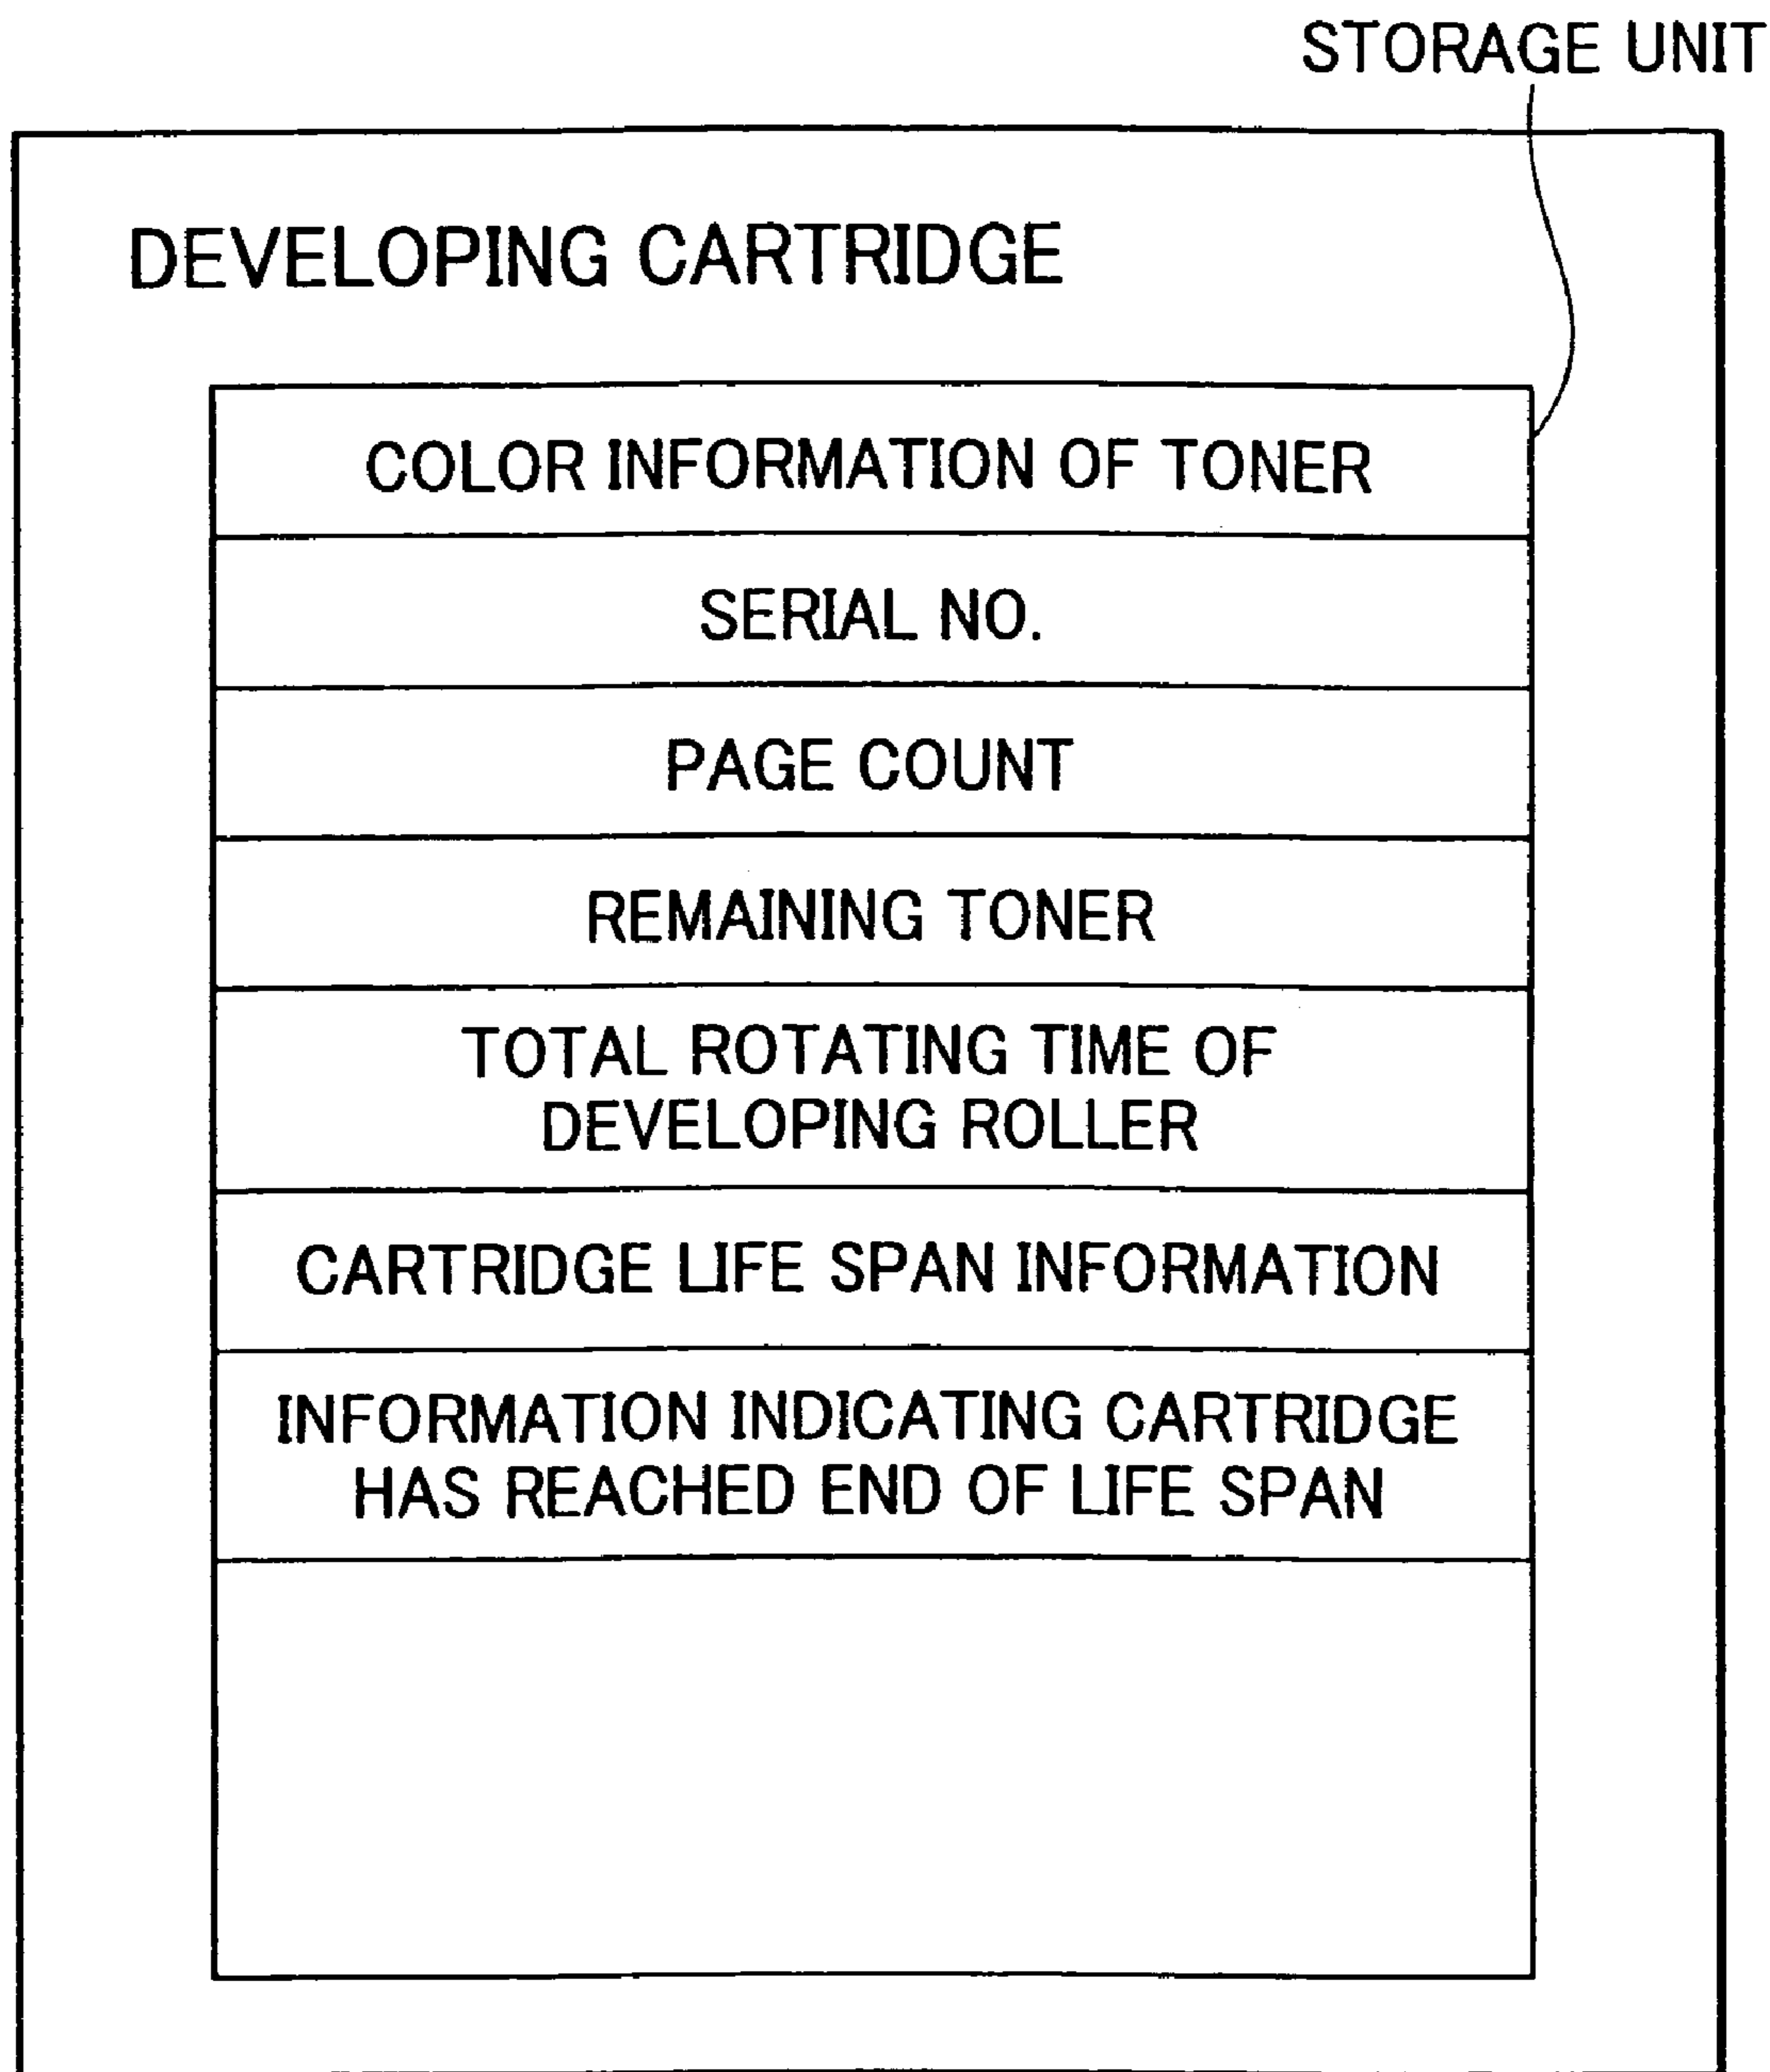 STORAGE UNIT
DEVELOPING CARTRIDGE
COLOR INFORMATION OF TONER
SERIAL NO.
PAGE COUNT
REMAINING TONER
TOTAL ROTATING TIME OF
DEVELOPING ROLLER
CARTRIDGE LIFE SPAN INFORMATION
INFORMATION INDICATING CARTRIDGE
HAS REACHED END OF LIFE SPAN